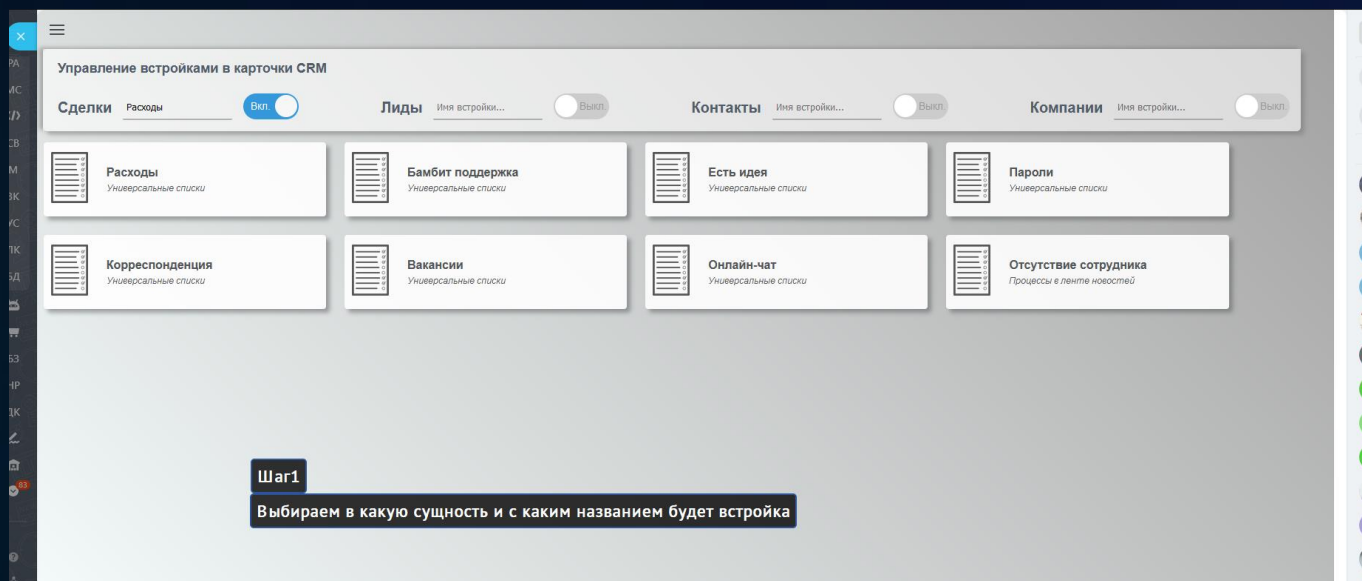 Управление встройками в карточки CRM
Сделки Расходы Вкл. Лиды Имя встройки... Выкл. Контакты Имя встройки... Выкл. Компании Имя встройки... Выкл.
Расходы
Универсальные списки
Бамбит поддержка
Универсальные списки
Есть идея
Универсальные списки
Пароли
Универсальные списки
Корреспонденция
Универсальные списки
Вакансии
Универсальные списки
Онлайн-чат
Универсальные списки
Отсутствие сотрудника
Процессы в ленте новостей
Шаг1
Выбираем в какую сущность и с каким названием будет встройка
83